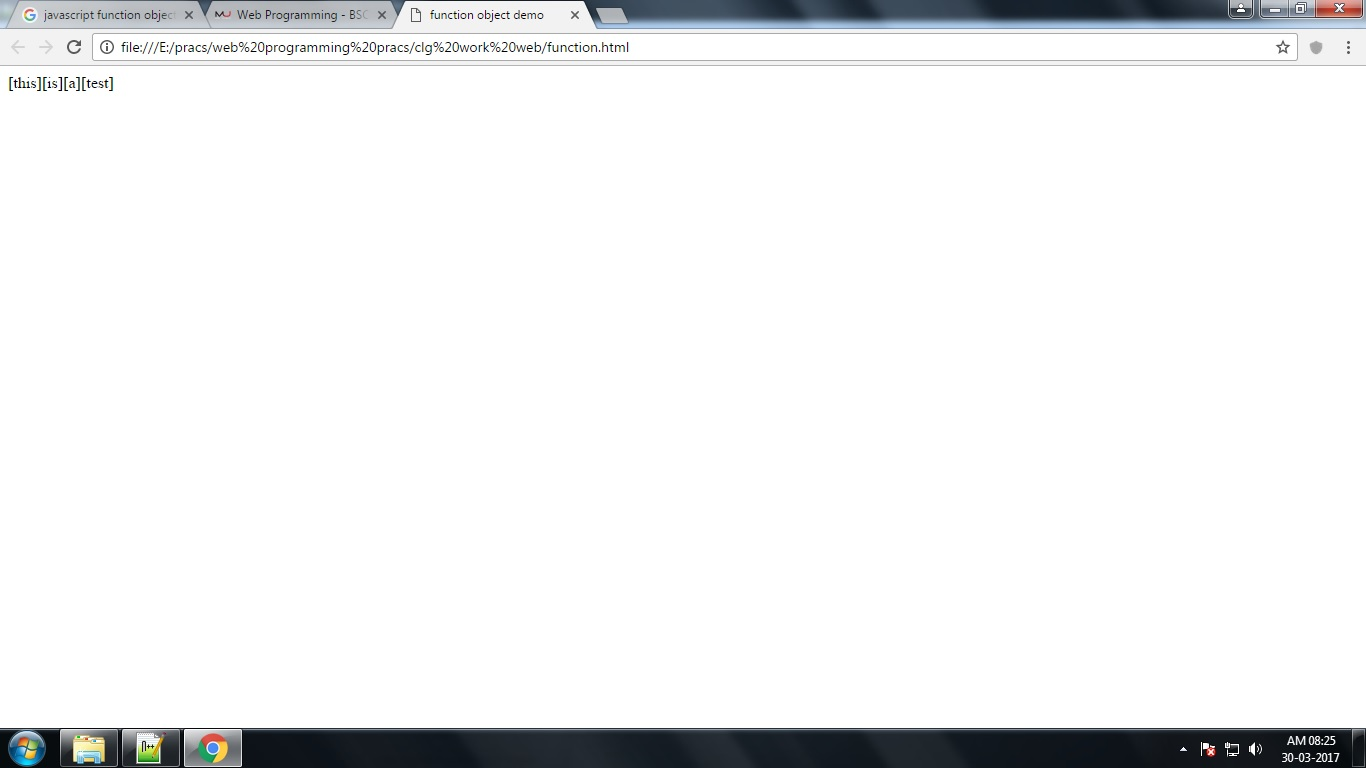 javascript function object
Web Programming - BSC
function object demo
file:///E:/pracs/web%20programming%20pracs/clg%20work%20web/function.html
[this][is][a][test]
AM 08:25
30-03-2017